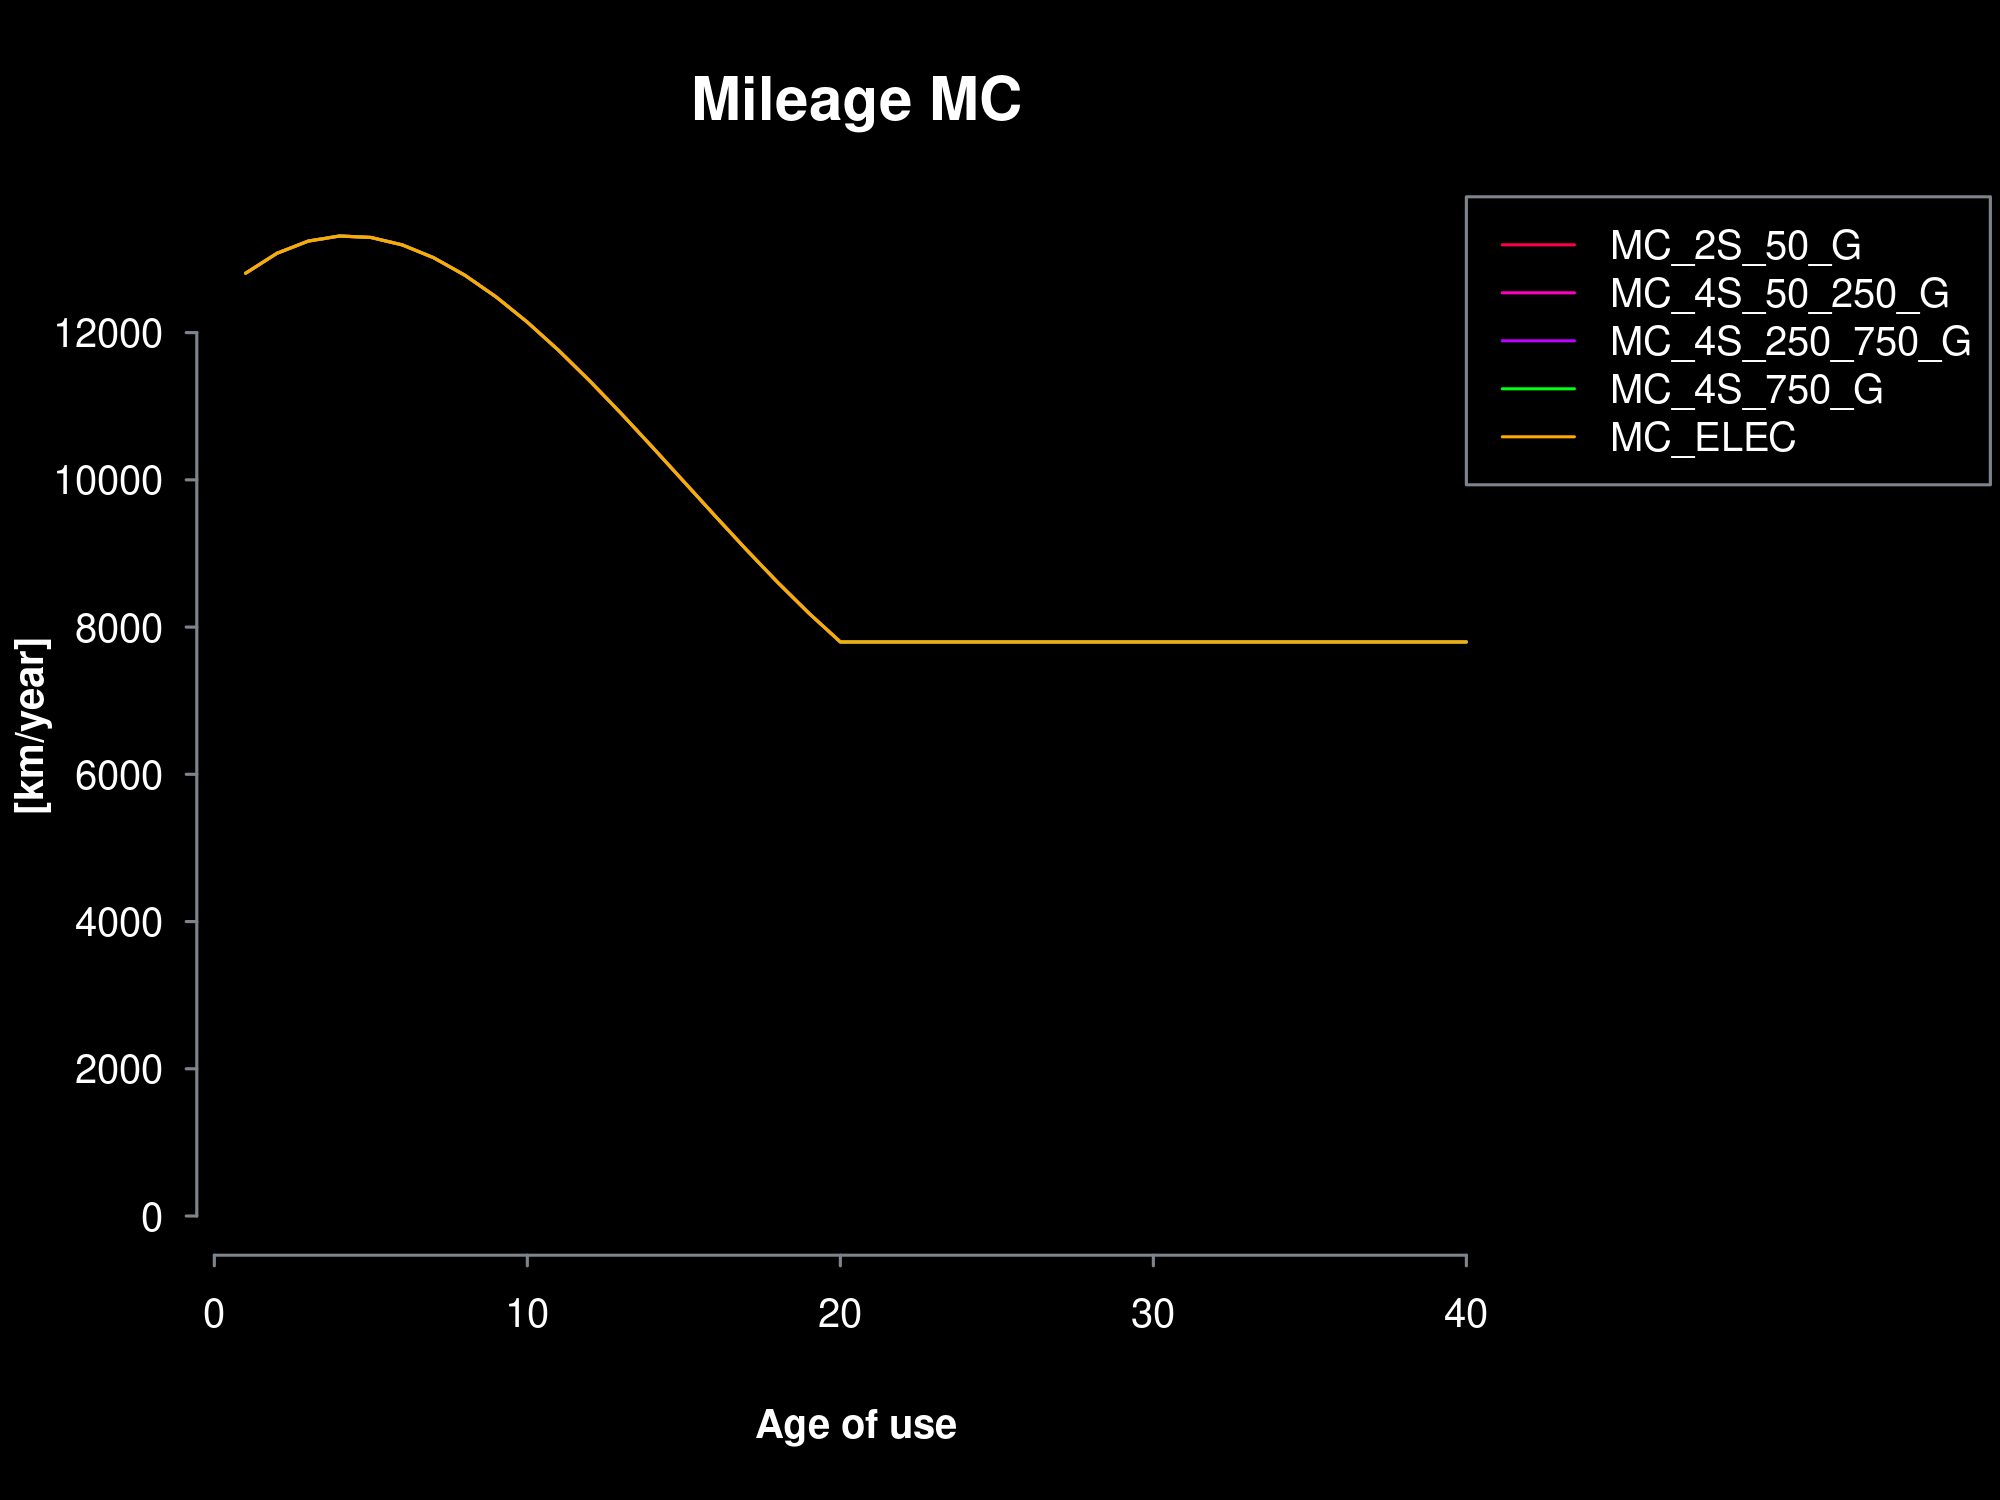 Mileage MC
MC_2S_50_G
MC_4S_50_250_G
MC_4S_250_750_G
MC_4S_750_G
MC_ELEC
12000
10000
8000
6000
4000
2000
0
[km/year]
0 10 20 30 40
Age of use